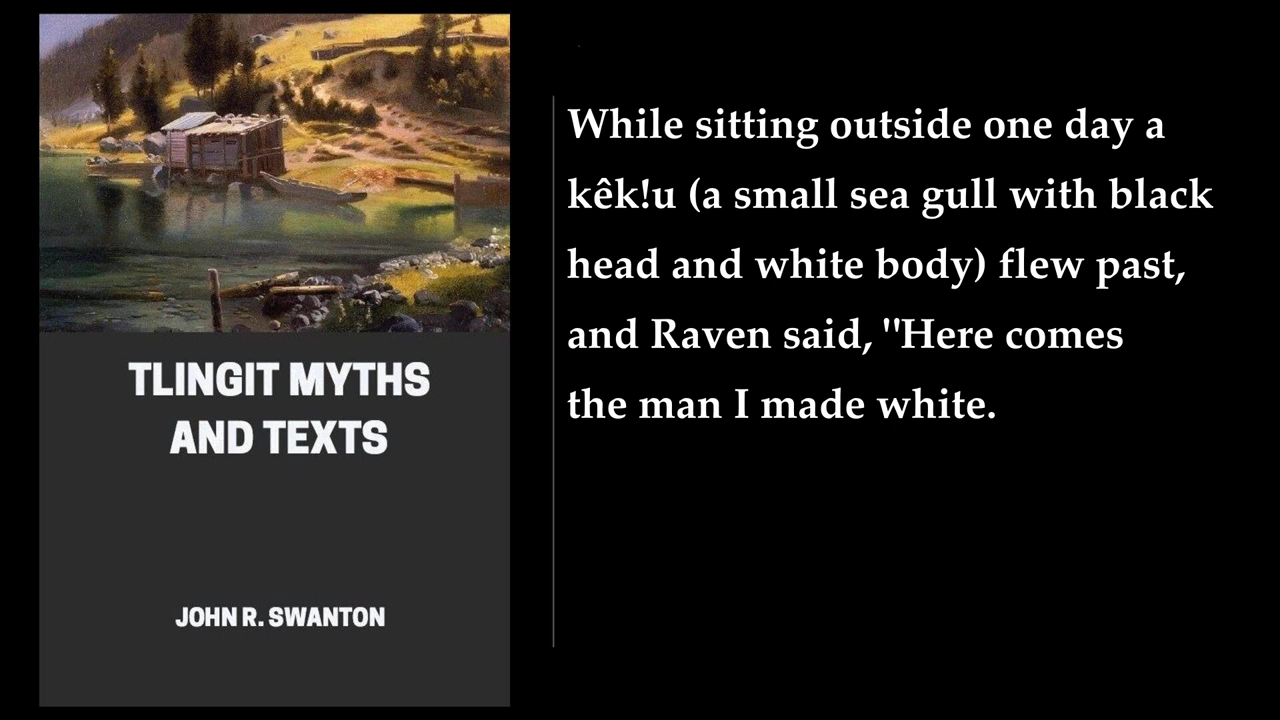 TLINGIT MYTHS
AND TEXTS
JOHN R. SWANTON
While sitting outside one day a
kêk!u (a small sea gull with black
head and white body) flew past,
and Raven said, "Here comes
the man I made white.